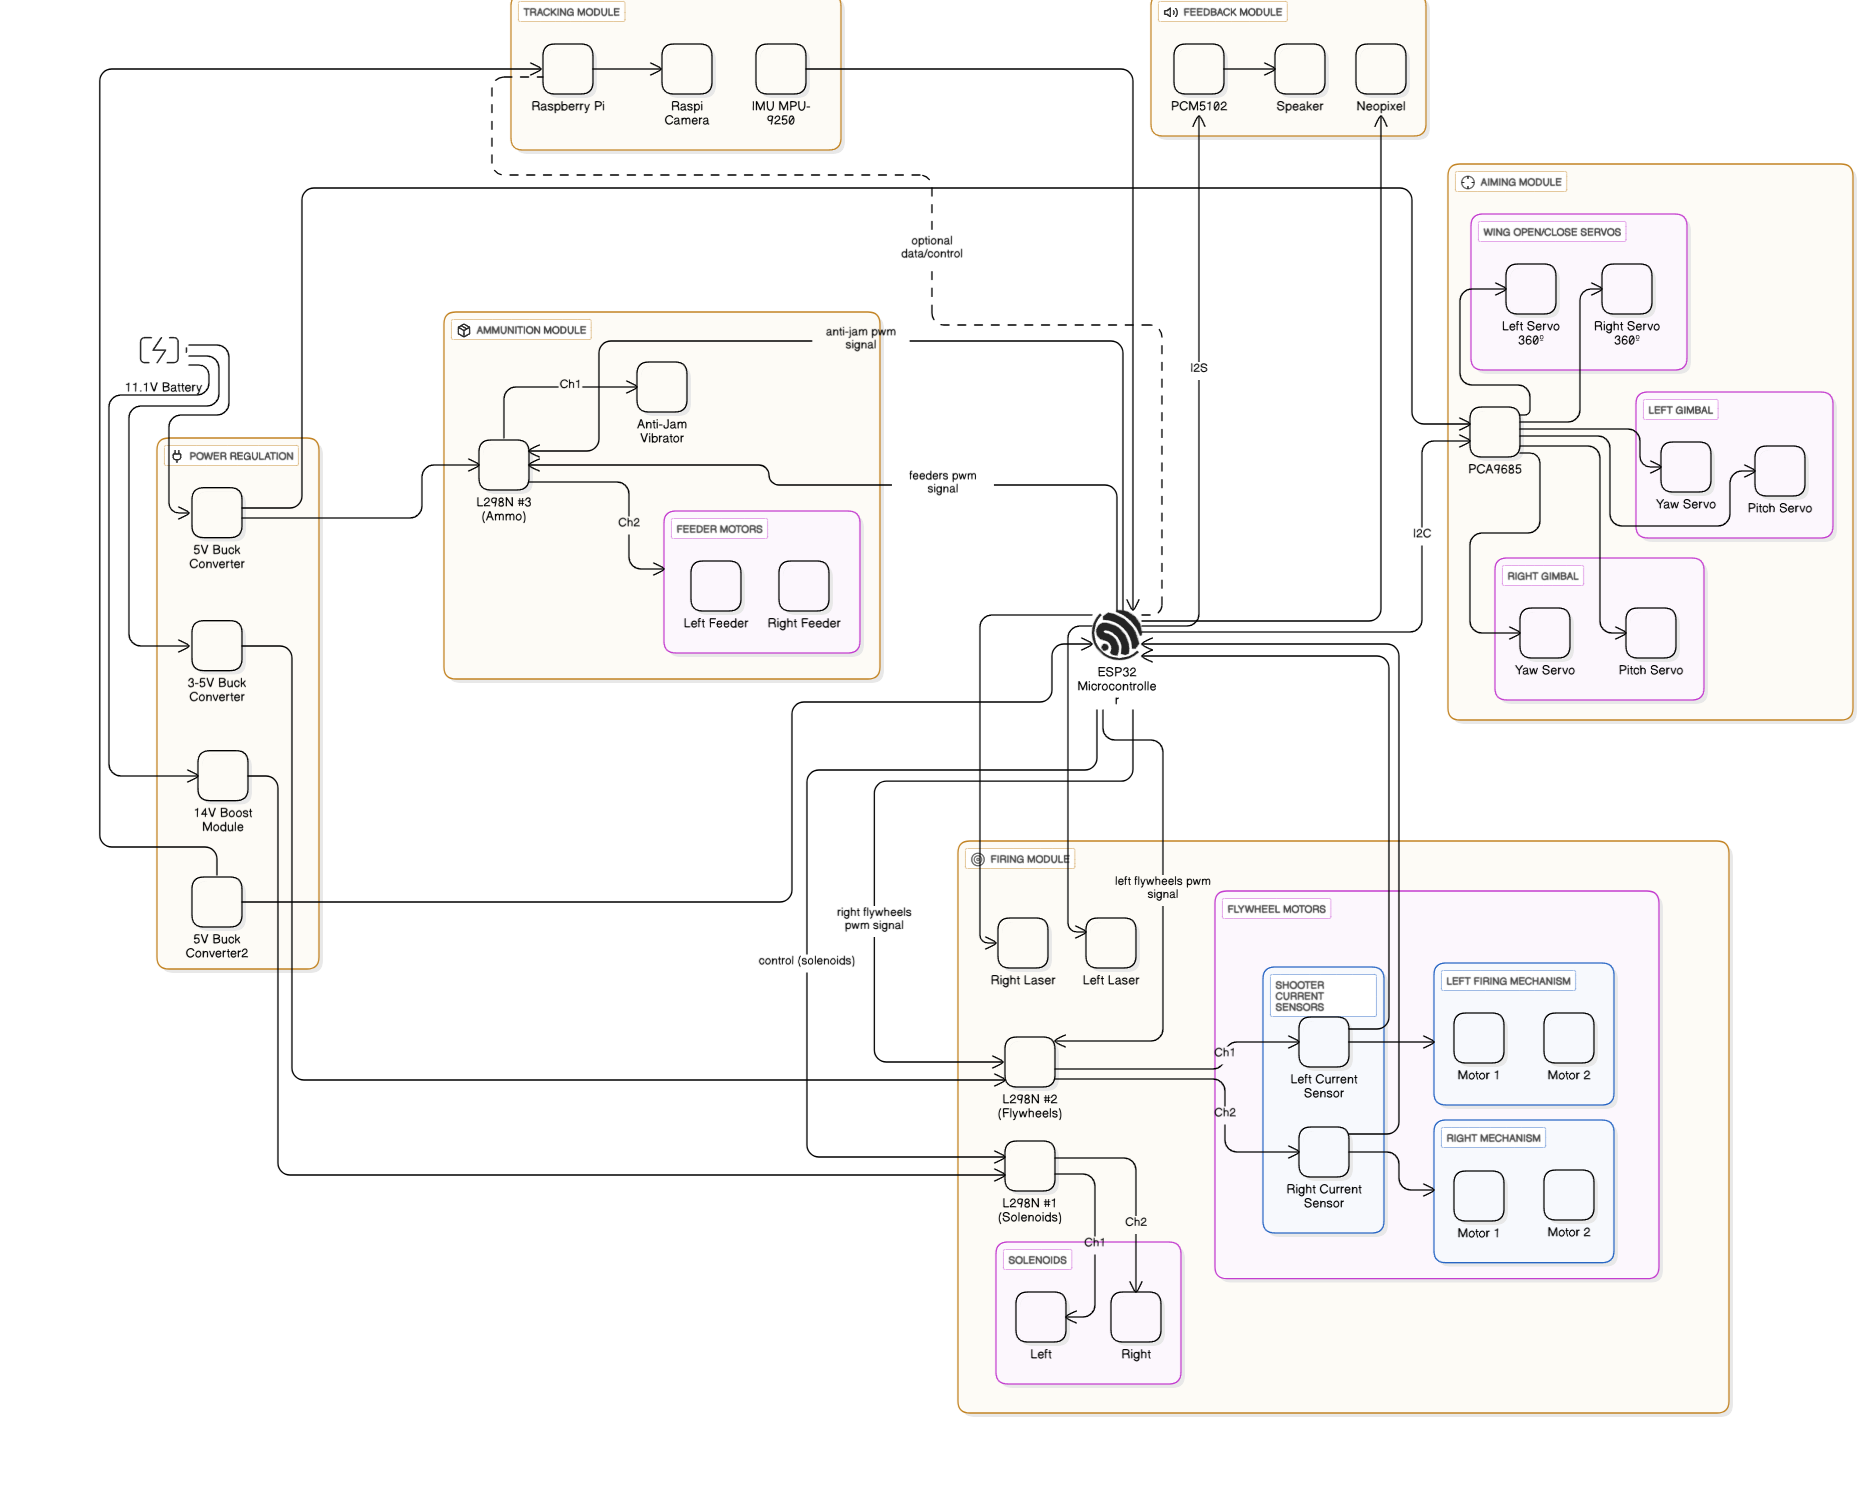 TRACKING MODULE
Raspberry Pi
Raspi
Camera
IMU MPU-
9250
FEEDBACK MODULE
PCM5102
Speaker
Neopixel
AIMING MODULE
WING OPEN/CLOSE SERVOS
Left Servo
360º
Right Servo
360º
LEFT GIMBAL
Yaw Servo
Pitch Servo
PCA9685
RIGHT GIMBAL
Yaw Servo
Pitch Servo
optional
data/control
I2S
I2C
11.1V Battery
POWER REGULATION
5V Buck
Converter
3-5V Buck
Converter
14V Boost
Module
5V Buck
Converter2
AMMUNITION MODULE
anti-jam pwm
signal
Ch1
Anti-Jam
Vibrator
L298N #3
(Ammo)
feeders pwm
signal
Ch2
FEEDER MOTORS
Left Feeder
Right Feeder
ESP32
Microcontrolle
r
right flywheels
pwm signal
control (solenoids)
left flywheels pwm
signal
FIRING MODULE
Right Laser
Left Laser
L298N #2
(Flywheels)
Ch1
Ch2
L298N #1
(Solenoids)
Ch2
Ch1
SOLENOIDS
Left
Right
FLYWHEEL MOTORS
SHOOTER
CURRENT
SENSORS
Left Current
Sensor
Right Current
Sensor
LEFT FIRING MECHANISM
Motor 1
Motor 2
RIGHT MECHANISM
Motor 1
Motor 2